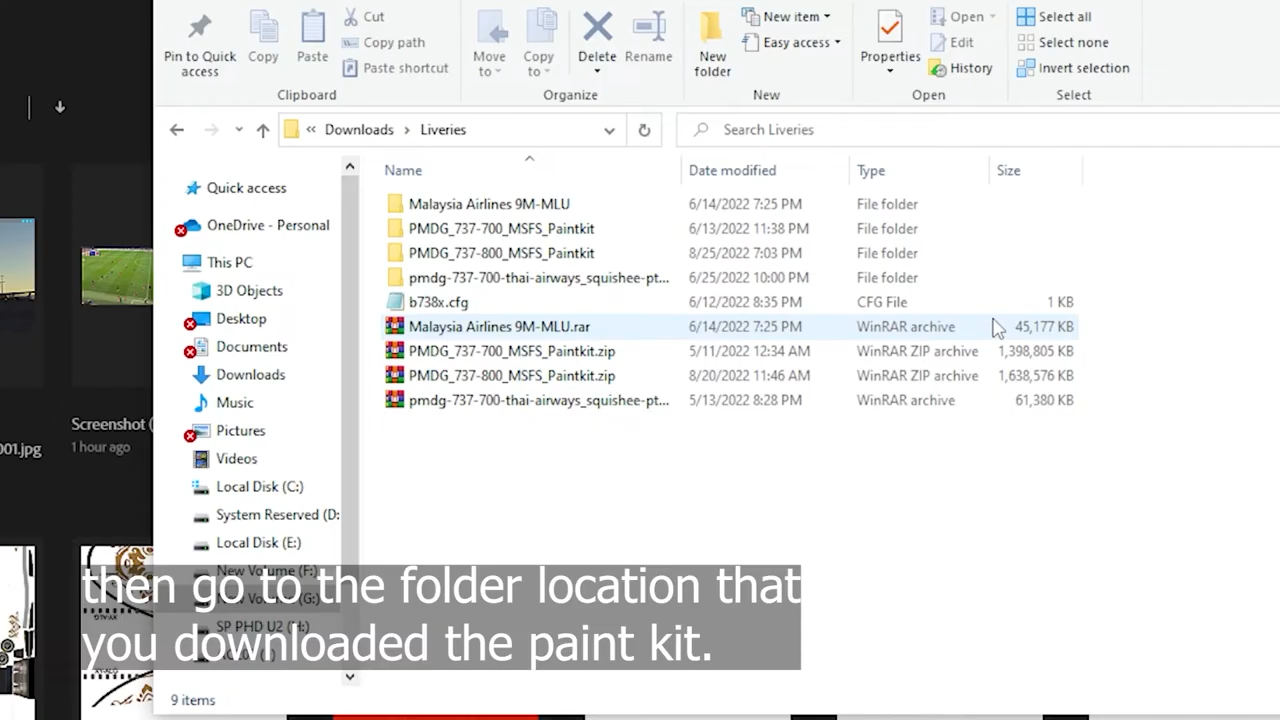 Pin to Quick access
Copy
Paste
Cut
Copy path
Paste shortcut
Clipboard
Move to
Copy to
Delete
Rename
Organize
New folder
New item
Easy access
New
Properties
Open
Edit
History
Open
Select all
Select none
Invert selection
Select
« Downloads › Liveries
Search Liveries
Name Date modified Type Size
Quick access
OneDrive - Personal
This PC
3D Objects
Desktop
Documents
Downloads
Music
Pictures
Videos
Local Disk (C:)
System Reserved (D:
Local Disk (E:)
New Volume (F:)
New Volume (G:)
SP PHD U2 (H:)
Malaysia Airlines 9M-MLU 6/14/2022 7:25 PM File folder
PMDG_737-700_MSFS_Paintkit 6/13/2022 11:38 PM File folder
PMDG_737-800_MSFS_Paintkit 8/25/2022 7:03 PM File folder
pmdg-737-700-thai-airways_squishee-pt... 6/25/2022 10:00 PM File folder
b738x.cfg 6/12/2022 8:35 PM CFG File 1 KB
Malaysia Airlines 9M-MLU.rar 6/14/2022 7:25 PM WinRAR archive 45,177 KB
PMDG_737-700_MSFS_Paintkit.zip 5/11/2022 12:34 AM WinRAR ZIP archive 1,398,805 KB
PMDG_737-800_MSFS_Paintkit.zip 8/20/2022 11:46 AM WinRAR ZIP archive 1,638,576 KB
pmdg-737-700-thai-airways_squishee-pt... 5/13/2022 8:28 PM WinRAR archive 61,380 KB
Screenshot (
1 hour ago
001.jpg
then go to the folder location that
you downloaded the paint kit.
9 items